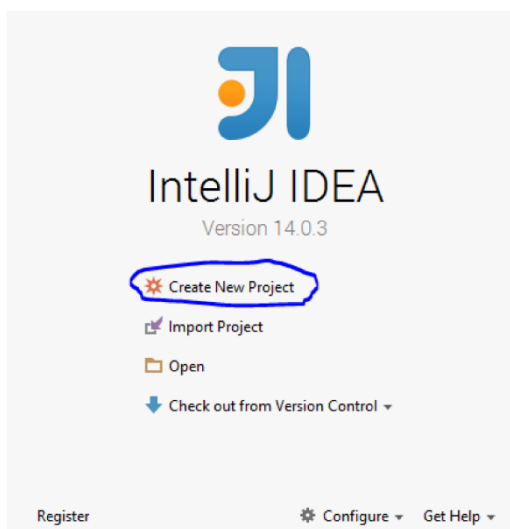 IntelliJ IDEA
Version 14.0.3
Create New Project
Import Project
Open
Check out from Version Control
Register Configure Get Help